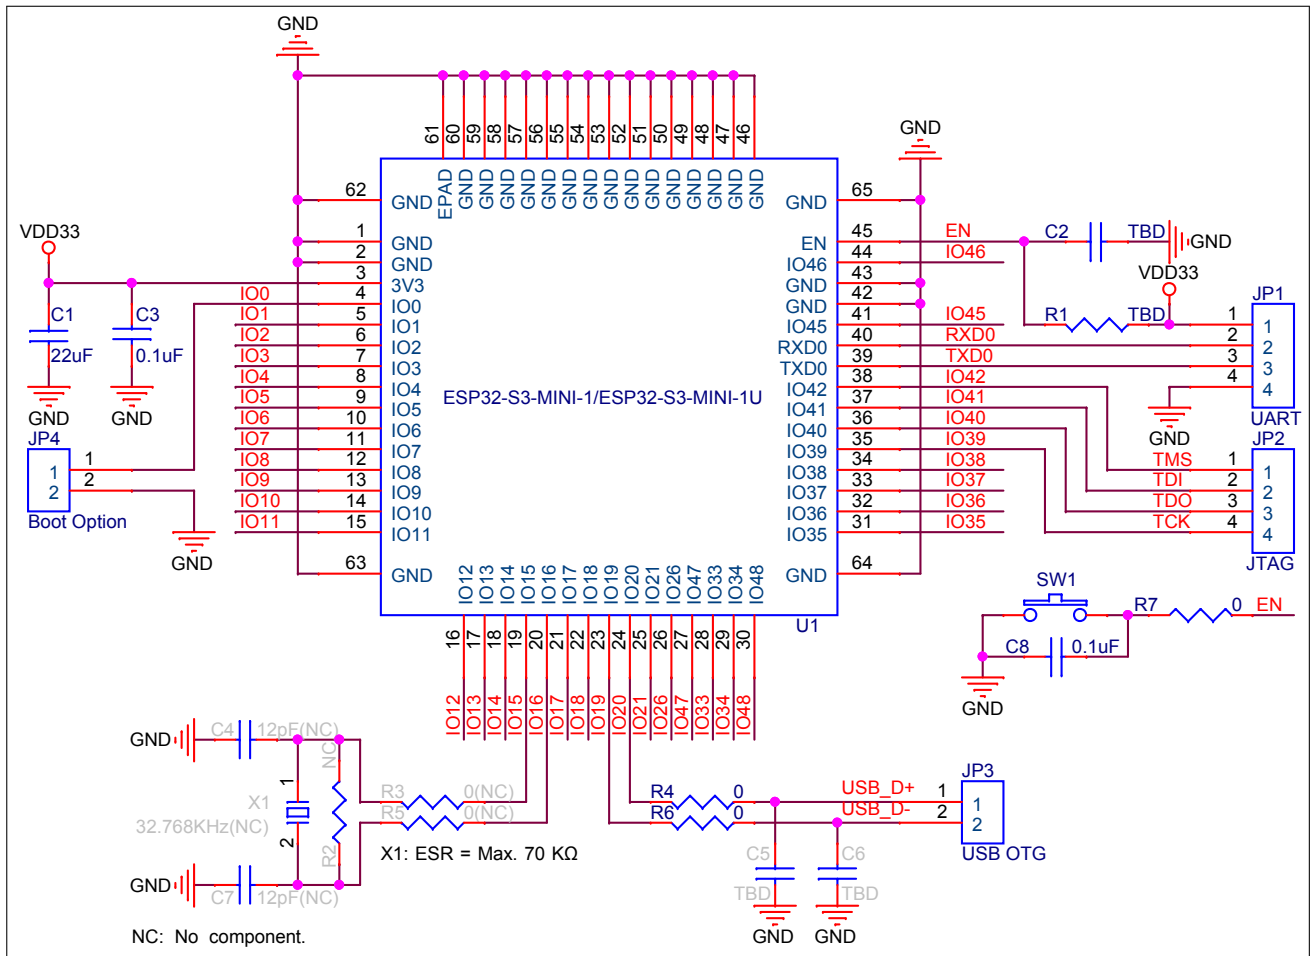 GND
61 60 59 58 57 56 55 54 53 52 51 50 49 48 47 46
EPAD GND GND GND GND GND GND GND GND GND GND GND GND GND GND GND
GND
62 GND
GND 65
1 GND
EN 45 EN
C2 TBD GND
2 GND
IO46 44 IO46
VDD33
3 3V3
GND 43
VDD33
IO0 4 IO0
GND 42
JP1
IO1 5 IO1
IO45 41 IO45
R1 TBD 1 1
C1 22uF
C3 0.1uF
IO2 6 IO2
RXD0 40 RXD0 2 2
IO3 7 IO3
TXD0 39 TXD0 3 3
IO4 8 IO4
IO42 38 IO42 4 4
GND GND
ESP32-S3-MINI-1/ESP32-S3-MINI-1U
IO5 9 IO5
IO41 37 IO41
UART
IO6 10 IO6
IO40 36 IO40
GND
JP4
IO7 11 IO7
IO39 35 IO39
JP2
1 1
IO8 12 IO8
IO38 34 IO38
TMS 1 1
2 2
IO9 13 IO9
IO37 33 IO37
TDI 2 2
IO10 14 IO10
IO36 32 IO36
TDO 3 3
Boot Option
IO11 15 IO11
IO35 31 IO35
TCK 4 4
GND
JTAG
63 GND
GND 64
IO12 IO13 IO14 IO15 IO16 IO17 IO18 IO19 IO20 IO21 IO26 IO47 IO33 IO34 IO48
U1
16 17 18 19 20 21 22 23 24 25 26 27 28 29 30
IO12 IO13 IO14 IO15 IO16 IO17 IO18 IO19 IO20 IO21 IO26 IO47 IO33 IO34 IO48
SW1
R7 0 EN
C8 0.1uF
GND
GND C4 12pF(NC)
NC
1
X1
32.768KHz(NC)
2
R2
R3 0(NC)
R5 0(NC)
X1: ESR = Max. 70 KΩ
GND C7 12pF(NC)
R4 0 USB_D+ 1 1
R6 0 USB_D- 2 2
JP3
USB OTG
C5 TBD
C6 TBD
GND GND
NC: No component.